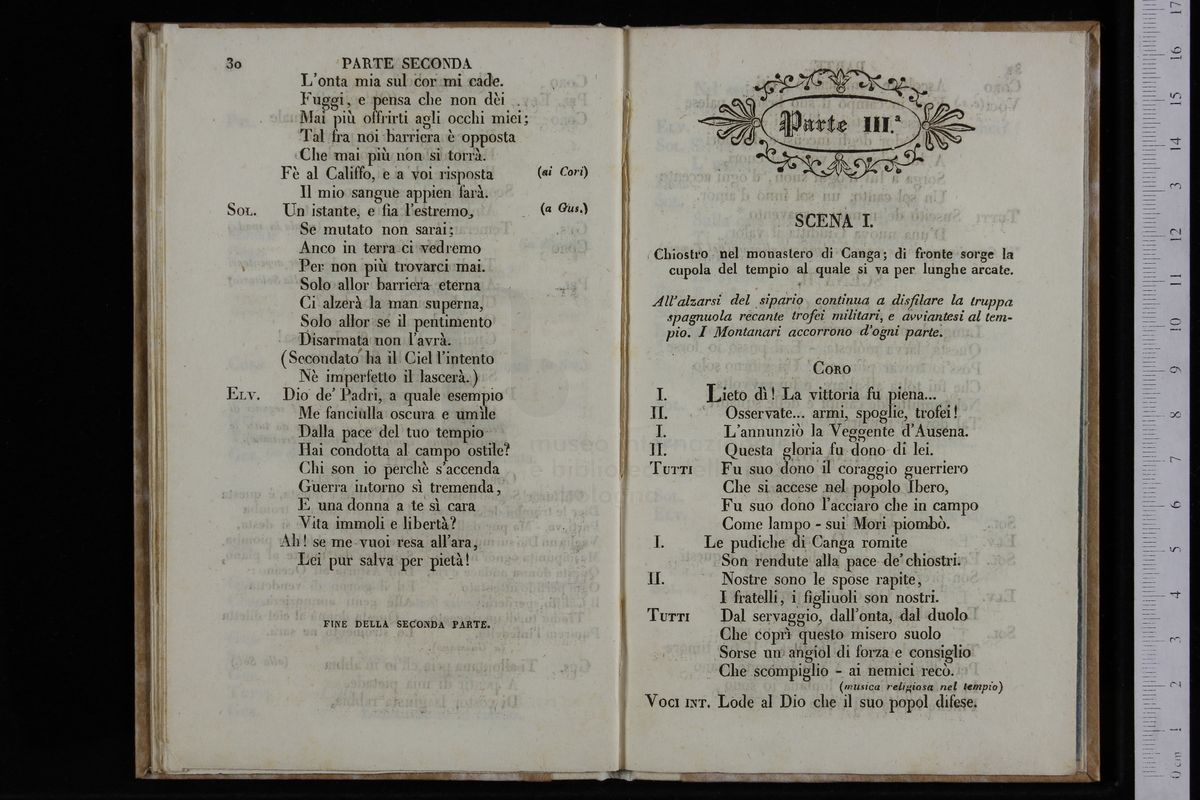 30 PARTE SECONDA
L'onta mia sul cor mi cade.
Fuggi, e pensa che non dèi
Mai più offrirti agli occhi miei;
Tal fra noi barriera è opposta
Che mai più non si torrà.
Fè al Califfo, e a voi risposta (ai Cori)
Il mio sangue appien farà.
SOL. Un istante, e fia l'estremo, (a Gus.)
Se mutato non sarai;
Anco in terra ci vedremo
Per non più trovarci mai.
Solo allor barriera eterna
Ci alzerà la man superna,
Solo allor se il pentimento
Disarmata non l'avrà.
(Secondato ha il Ciel l'intento
Nè imperfetto il lascerà.)
ELV. Dio de' Padri, a quale esempio
Me fanciulla oscura e umìle
Dalla pace del tuo tempio
Hai condotta al campo ostile?
Chi son io perchè s'accenda
Guerra intorno sì tremenda,
E una donna a te sì cara
Vita immoli e libertà?
Ah! se me vuoi resa all'ara,
Lei pur salva per pietà!
FINE DELLA SECONDA PARTE.
Parte III.ª
SCENA I.
Chiostro nel monastero di Canga; di fronte sorge la
cupola del tempio al quale si va per lunghe arcate.
All'alzarsi del sipario continua a disfilare la truppa
spagnuola recante trofei militari, e avviantesi al tem-
pio. I Montanari accorrono d'ogni parte.
CORO
I. Lieto dì! La vittoria fu piena...
II. Osservate... armi, spoglie, trofei!
I. L'annunziò la Veggente d'Ausena.
II. Questa gloria fu dono di lei.
TUTTI Fu suo dono il coraggio guerriero
Che si accese nel popolo Ibero,
Fu suo dono l'acciaro che in campo
Come lampo - sui Mori piombò.
I. Le pudiche di Canga romite
Son rendute alla pace de' chiostri.
II. Nostre sono le spose rapite,
I fratelli, i figliuoli son nostri.
TUTTI Dal servaggio, dall'onta, dal duolo
Che coprì questo misero suolo
Sorse un angiol di forza e consiglio
Che scompiglio - ai nemici recò.
(musica religiosa nel tempio)
VOCI INT. Lode al Dio che il suo popol difese.